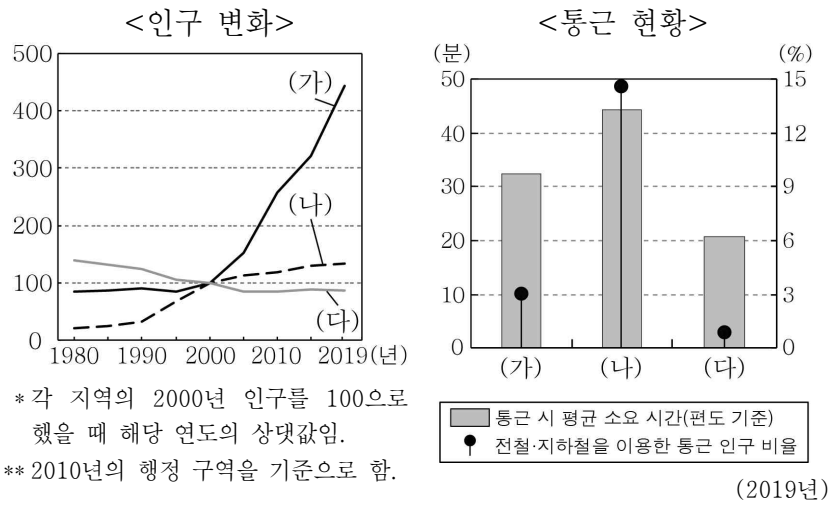 <인구 변화>
500
400
300
200
100
0
(가)
(나)
(다)
1980 1990 2000 2010 2019(년)
* 각 지역의 2000년 인구를 100으로
했을 때 해당 연도의 상댓값임.
** 2010년의 행정 구역을 기준으로 함.
<통근 현황>
(분) (%)
50 15
40 12
30 9
20 6
10 3
0 0
(가) (나) (다)
통근 시 평균 소요 시간(편도 기준)
전철·지하철을 이용한 통근 인구 비율
(2019년)